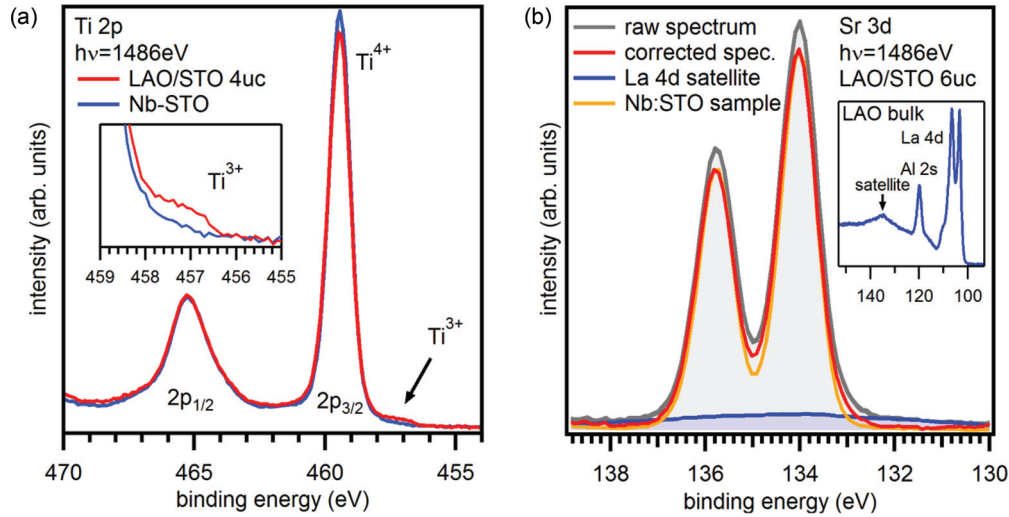 (a)
Ti 2p
hν=1486eV
LAO/STO 4uc
Nb-STO
Ti4+
Ti3+
459 458 457 456 455
Ti3+
2p1/2
2p3/2
intensity (arb. units)
470 465 460 455
binding energy (eV)
(b)
raw spectrum
corrected spec.
La 4d satellite
Nb:STO sample
Sr 3d
hν=1486eV
LAO/STO 6uc
LAO bulk
La 4d
Al 2s
satellite
140 120 100
intensity (arb. units)
138 136 134 132 130
binding energy (eV)